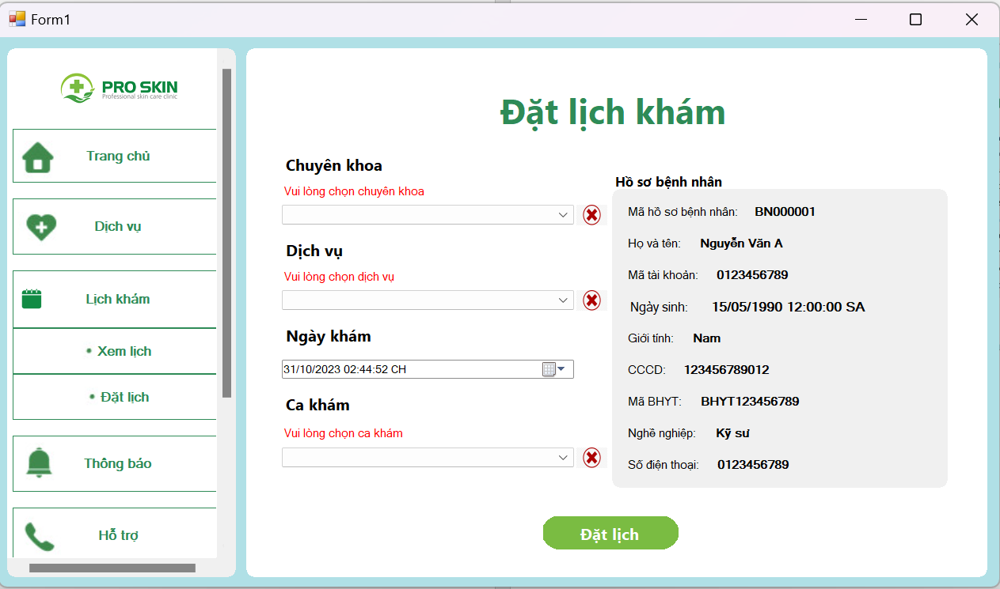 Form1
PRO SKIN
Professional skin care clinic
Trang chủ
Dịch vụ
Lịch khám
• Xem lịch
• Đặt lịch
Thông báo
Hỗ trợ
Đặt lịch khám
Chuyên khoa
Vui lòng chọn chuyên khoa
Dịch vụ
Vui lòng chọn dịch vụ
Ngày khám
31/10/2023 02:44:52 CH
Ca khám
Vui lòng chọn ca khám
Hồ sơ bệnh nhân
Mã hồ sơ bệnh nhân: BN000001
Họ và tên: Nguyễn Văn A
Mã tài khoản: 0123456789
Ngày sinh: 15/05/1990 12:00:00 SA
Giới tính: Nam
CCCD: 123456789012
Mã BHYT: BHYT123456789
Nghề nghiệp: Kỹ sư
Số điện thoại: 0123456789
Đặt lịch